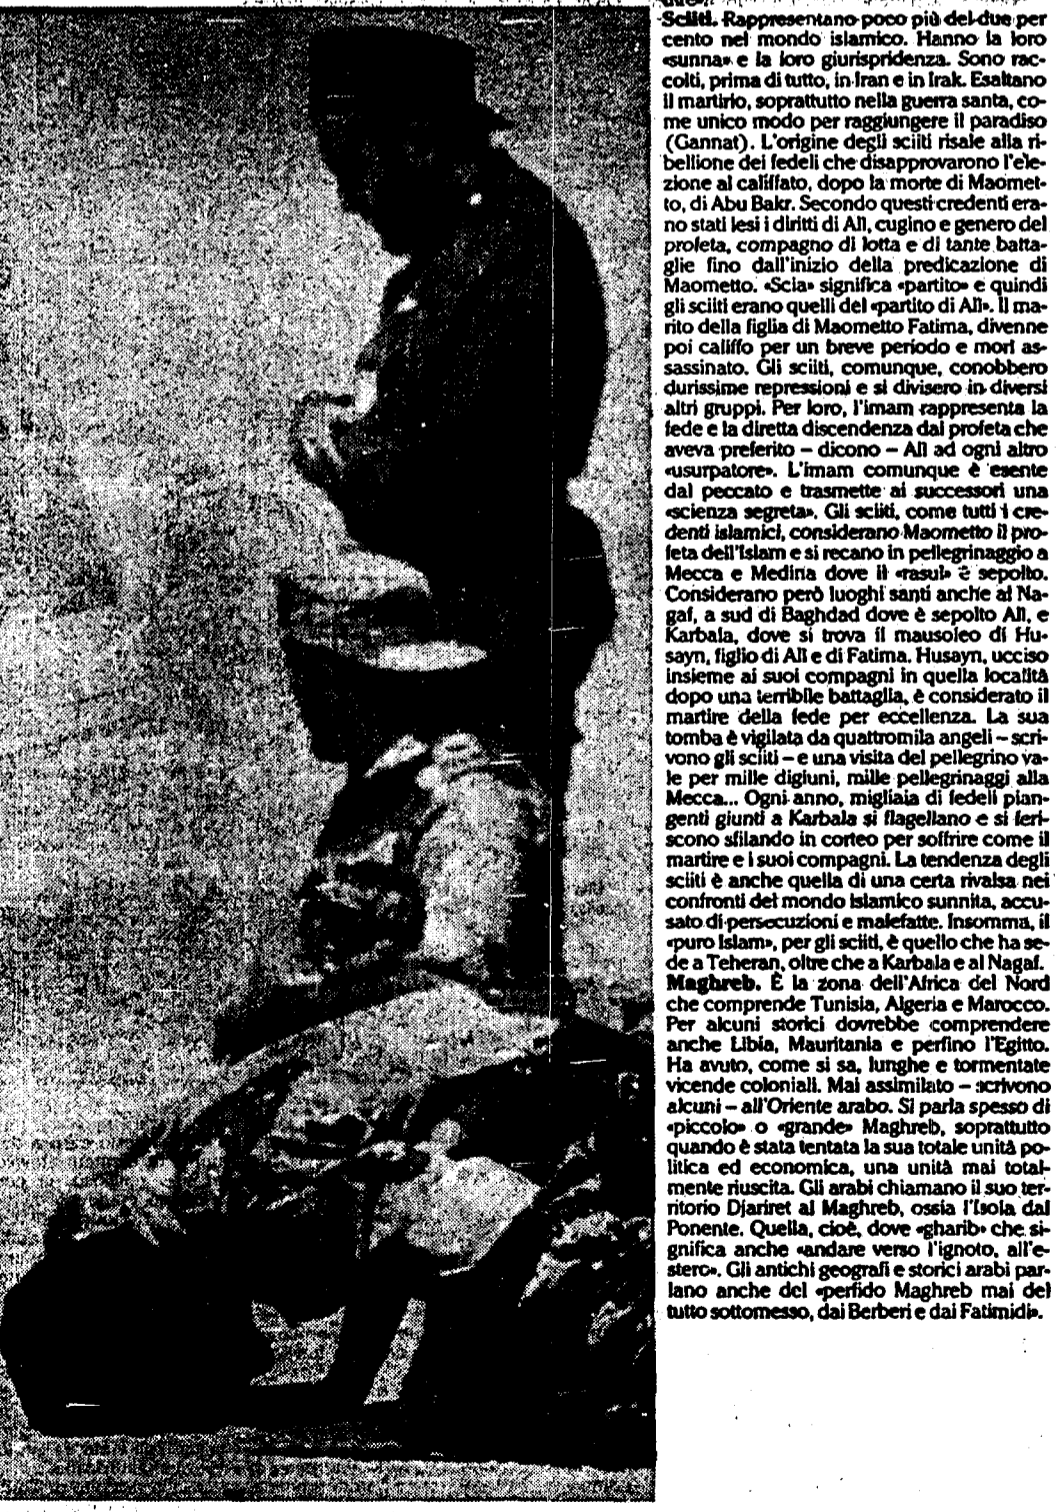 Sciiti. Rappresentano poco più del due per
cento nel mondo islamico. Hanno la loro
«sunna» e la loro giurispridenza. Sono rac-
colti, prima di tutto, in Iran e in Irak. Esaltano
il martirio, soprattutto nella guerra santa, co-
me unico modo per raggiungere il paradiso
(Gannat). L'origine degli sciiti risale alla ri-
bellione dei fedeli che disapprovarono l'ele-
zione al califfato, dopo la morte di Maomet-
to, di Abu Bakr. Secondo questi credenti era-
no stati lesi i diritti di Alì, cugino e genero del
profeta, compagno di lotta e di tante batta-
glie fino dall'inizio della predicazione di
Maometto. «Scia» significa «partito» e quindi
gli sciiti erano quelli del «partito di Alì». Il ma-
rito della figlia di Maometto Fatima, divenne
poi califfo per un breve periodo e morì as-
sassinato. Gli sciiti, comunque, conobbero
durissime repressioni e si divisero in diversi
altri gruppi. Per loro, l'imam rappresenta la
fede e la diretta discendenza dal profeta che
aveva preferito – dicono – Alì ad ogni altro
«usurpatore». L'imam comunque è esente
dal peccato e trasmette ai successori una
«scienza segreta». Gli sciiti, come tutti i cre-
denti islamici, considerano Maometto il pro-
feta dell'Islam e si recano in pellegrinaggio a
Mecca e Medina dove il «rasul» è sepolto.
Considerano però luoghi santi anche al Na-
gaf, a sud di Baghdad dove è sepolto Alì, e
Karbala, dove si trova il mausoleo di Hu-
sayn, figlio di Alì e di Fatima. Husayn, ucciso
insieme ai suoi compagni in quella località
dopo una terribile battaglia, è considerato il
martire della fede per eccellenza. La sua
tomba è vigilata da quattromila angeli – scri-
vono gli sciiti – e una visita del pellegrino va-
le per mille digiuni, mille pellegrinaggi alla
Mecca... Ogni anno, migliaia di fedeli pian-
genti giunti a Karbala si flagellano e si feri-
scono sfilando in corteo per soffrire come il
martire e i suoi compagni. La tendenza degli
sciiti è anche quella di una certa rivalsa nei
confronti del mondo islamico sunnita, accu-
sato di persecuzioni e malefatte. Insomma, il
«puro Islam», per gli sciiti, è quello che ha se-
de a Teheran, oltre che a Karbala e al Nagaf.
Maghreb. È la zona dell'Africa del Nord
che comprende Tunisia, Algeria e Marocco.
Per alcuni storici dovrebbe comprendere
anche Libia, Mauritania e perfino l'Egitto.
Ha avuto, come si sa, lunghe e tormentate
vicende coloniali. Mai assimilato – scrivono
alcuni – all'Oriente arabo. Si parla spesso di
«piccolo» o «grande» Maghreb, soprattutto
quando è stata tentata la sua totale unità po-
litica ed economica, una unità mai total-
mente riuscita. Gli arabi chiamano il suo ter-
ritorio Djariret al Maghreb, ossia l'Isola dal
Ponente. Quella, cioè, dove «gharib» che si-
gnifica anche «andare verso l'ignoto, all'e-
stero». Gli antichi geografi e storici arabi par-
lano anche del «perfido Maghreb mai del
tutto sottomesso, dai Berberi e dai Fatimidi».